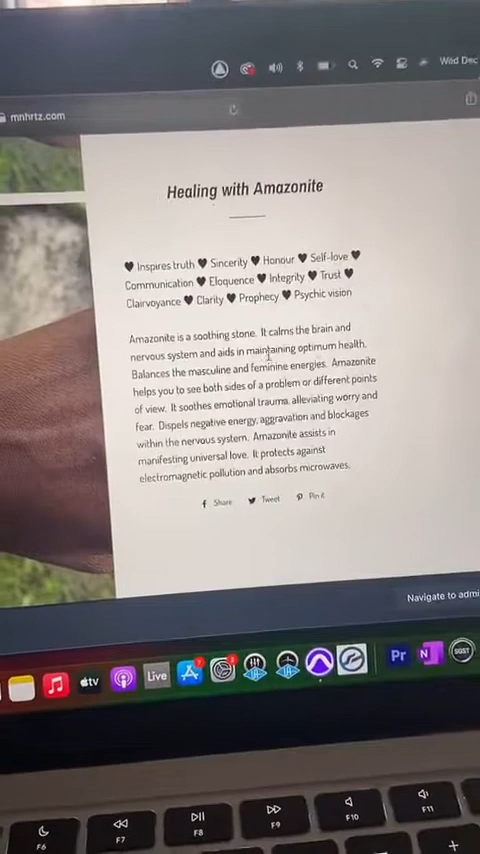 Wed Dec
mnhrtz.com
Healing with Amazonite
♥ Inspires truth ♥ Sincerity ♥ Honour ♥ Self-love ♥
Communication ♥ Eloquence ♥ Integrity ♥ Trust ♥
Clairvoyance ♥ Clarity ♥ Prophecy ♥ Psychic vision
Amazonite is a soothing stone. It calms the brain and
nervous system and aids in maintaining optimum health.
Balances the masculine and feminine energies. Amazonite
helps you to see both sides of a problem or different points
of view. It soothes emotional trauma, alleviating worry and
fear. Dispels negative energy, aggravation and blockages
within the nervous system. Amazonite assists in
manifesting universal love. It protects against
electromagnetic pollution and absorbs microwaves.
Share Tweet Pin it
Navigate to admi
tv Live Pr N SGST
F6 F7 F8 F9 F10 F11
+